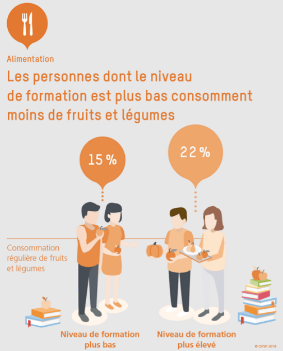 Alimentation
Les personnes dont le niveau
de formation est plus bas consomment
moins de fruits et légumes
15 %
22 %
Consommation
régulière de fruits
et légumes
Niveau de formation
plus bas
Niveau de formation
plus élevé